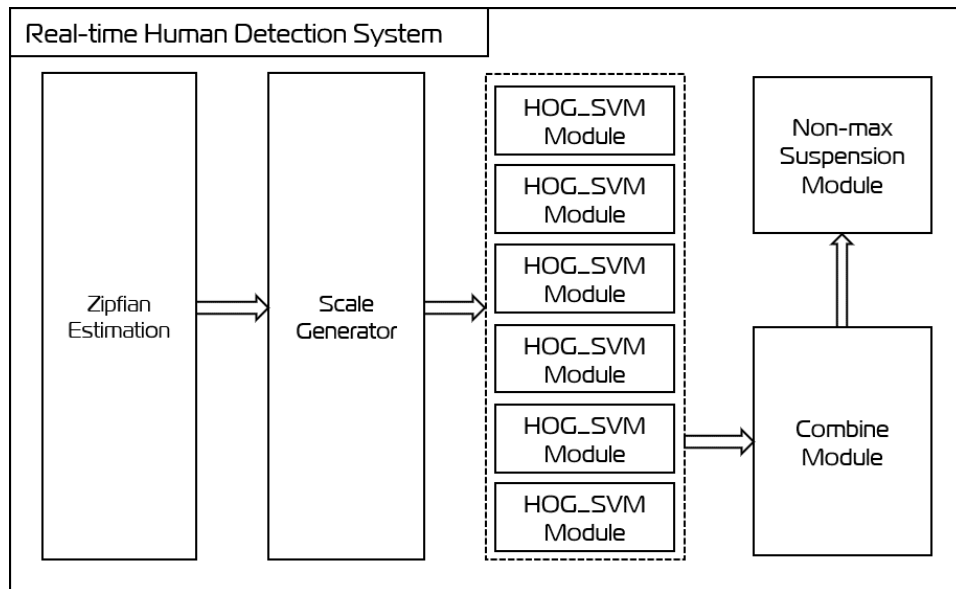 Real-time Human Detection System
Zipfian
Estimation
Scale
Generator
HOG_SVM
Module
HOG_SVM
Module
HOG_SVM
Module
HOG_SVM
Module
HOG_SVM
Module
HOG_SVM
Module
Non-max
Suspension
Module
Combine
Module